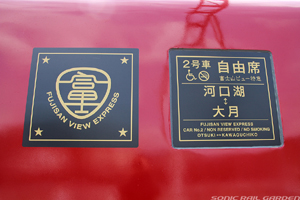 富
FUJISAN VIEW EXPRESS
2号車 自由席
富士山ビュー特急
河口湖
↕
大月
FUJISAN VIEW EXPRESS
CAR No.2 / NON RESERVED / NO SMOKING
OTSUKI ↔ KAWAGUCHIKO
SONIC RAIL GARDEN